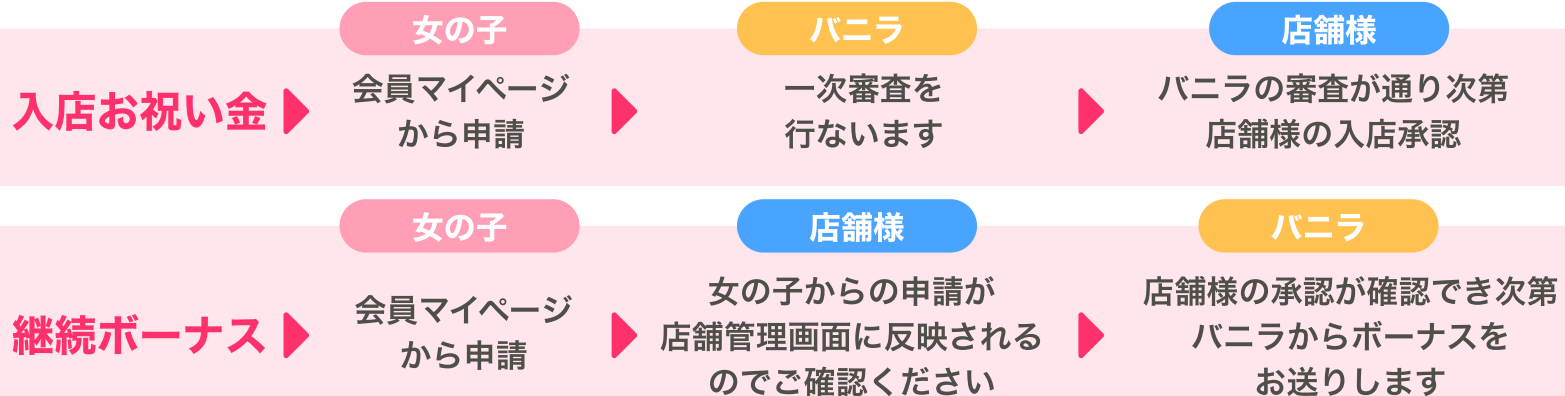 女の子
バニラ
店舗様
入店お祝い金
会員マイページ
から申請
一次審査を
行ないます
バニラの審査が通り次第
店舗様の入店承認
女の子
店舗様
バニラ
継続ボーナス
会員マイページ
から申請
女の子からの申請が
店舗管理画面に反映される
のでご確認ください
店舗様の承認が確認でき次第
バニラからボーナスを
お送りします